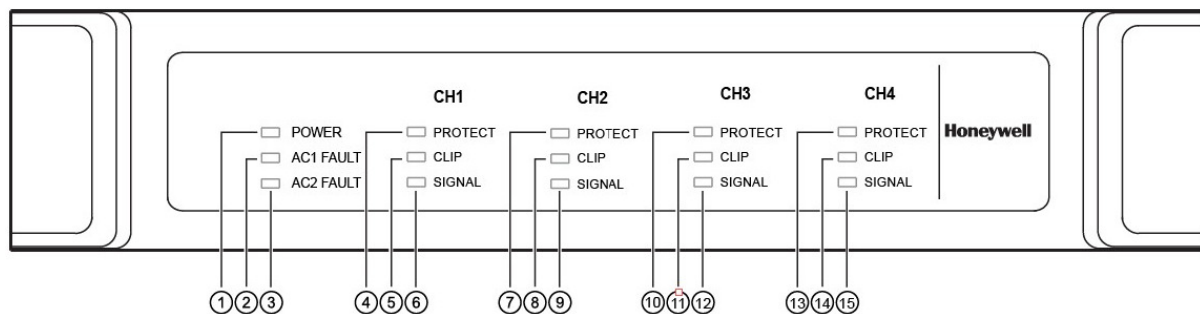 CH1 CH2 CH3 CH4
POWER PROTECT PROTECT PROTECT PROTECT Honeywell
AC1 FAULT CLIP CLIP CLIP CLIP
AC2 FAULT SIGNAL SIGNAL SIGNAL SIGNAL
1 2 3 4 5 6 7 8 9 10 11 12 13 14 15